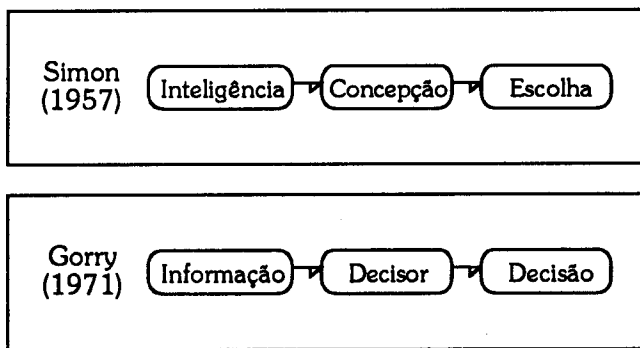 Simon
(1957)
Inteligência
Concepção
Escolha
Gorry
(1971)
Informação
Decisor
Decisão